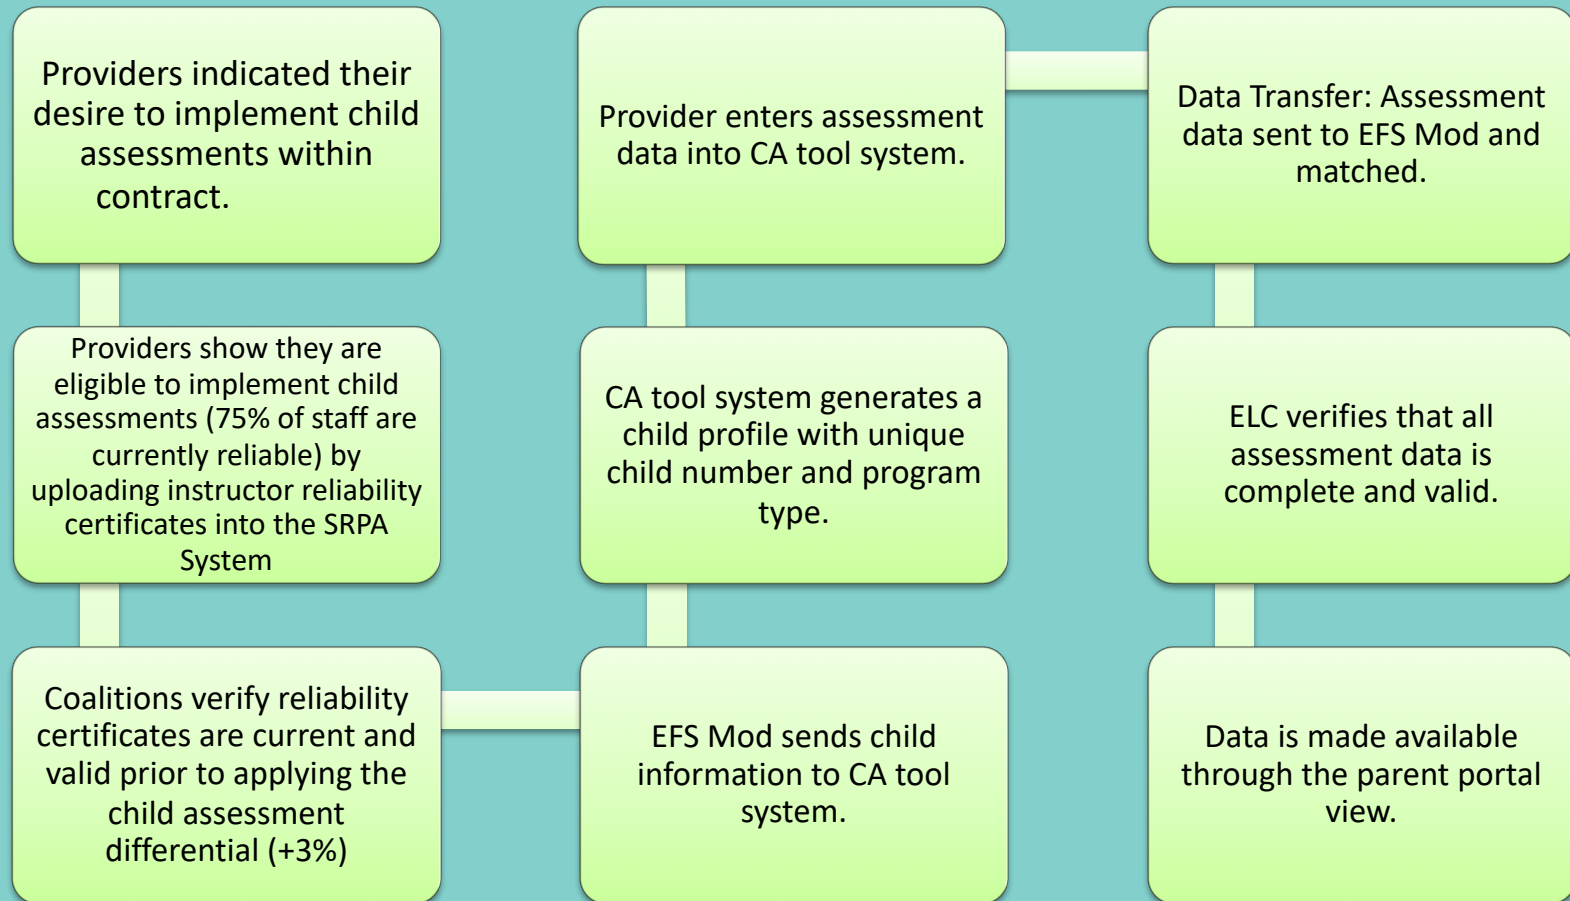 Providers indicated their
desire to implement child
assessments within
contract.
Providers show they are
eligible to implement child
assessments (75% of staff are
currently reliable) by
uploading instructor reliability
certificates into the SRPA
System
Coalitions verify reliability
certificates are current and
valid prior to applying the
child assessment
differential (+3%)
EFS Mod sends child
information to CA tool
system.
CA tool system generates a
child profile with unique
child number and program
type.
Provider enters assessment
data into CA tool system.
Data Transfer: Assessment
data sent to EFS Mod and
matched.
ELC verifies that all
assessment data is
complete and valid.
Data is made available
through the parent portal
view.